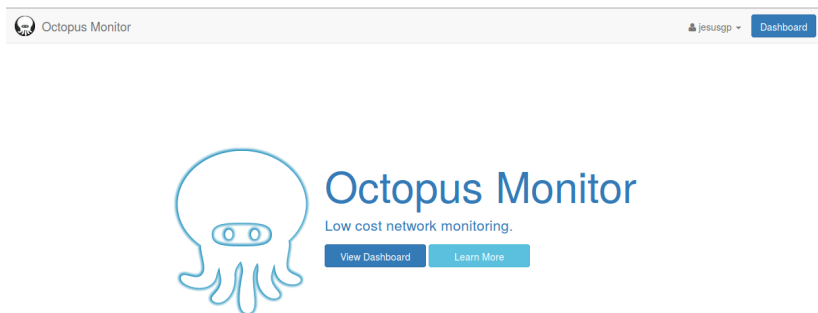 Octopus Monitor
jesusgp
Dashboard
Octopus Monitor
Low cost network monitoring.
View Dashboard
Learn More